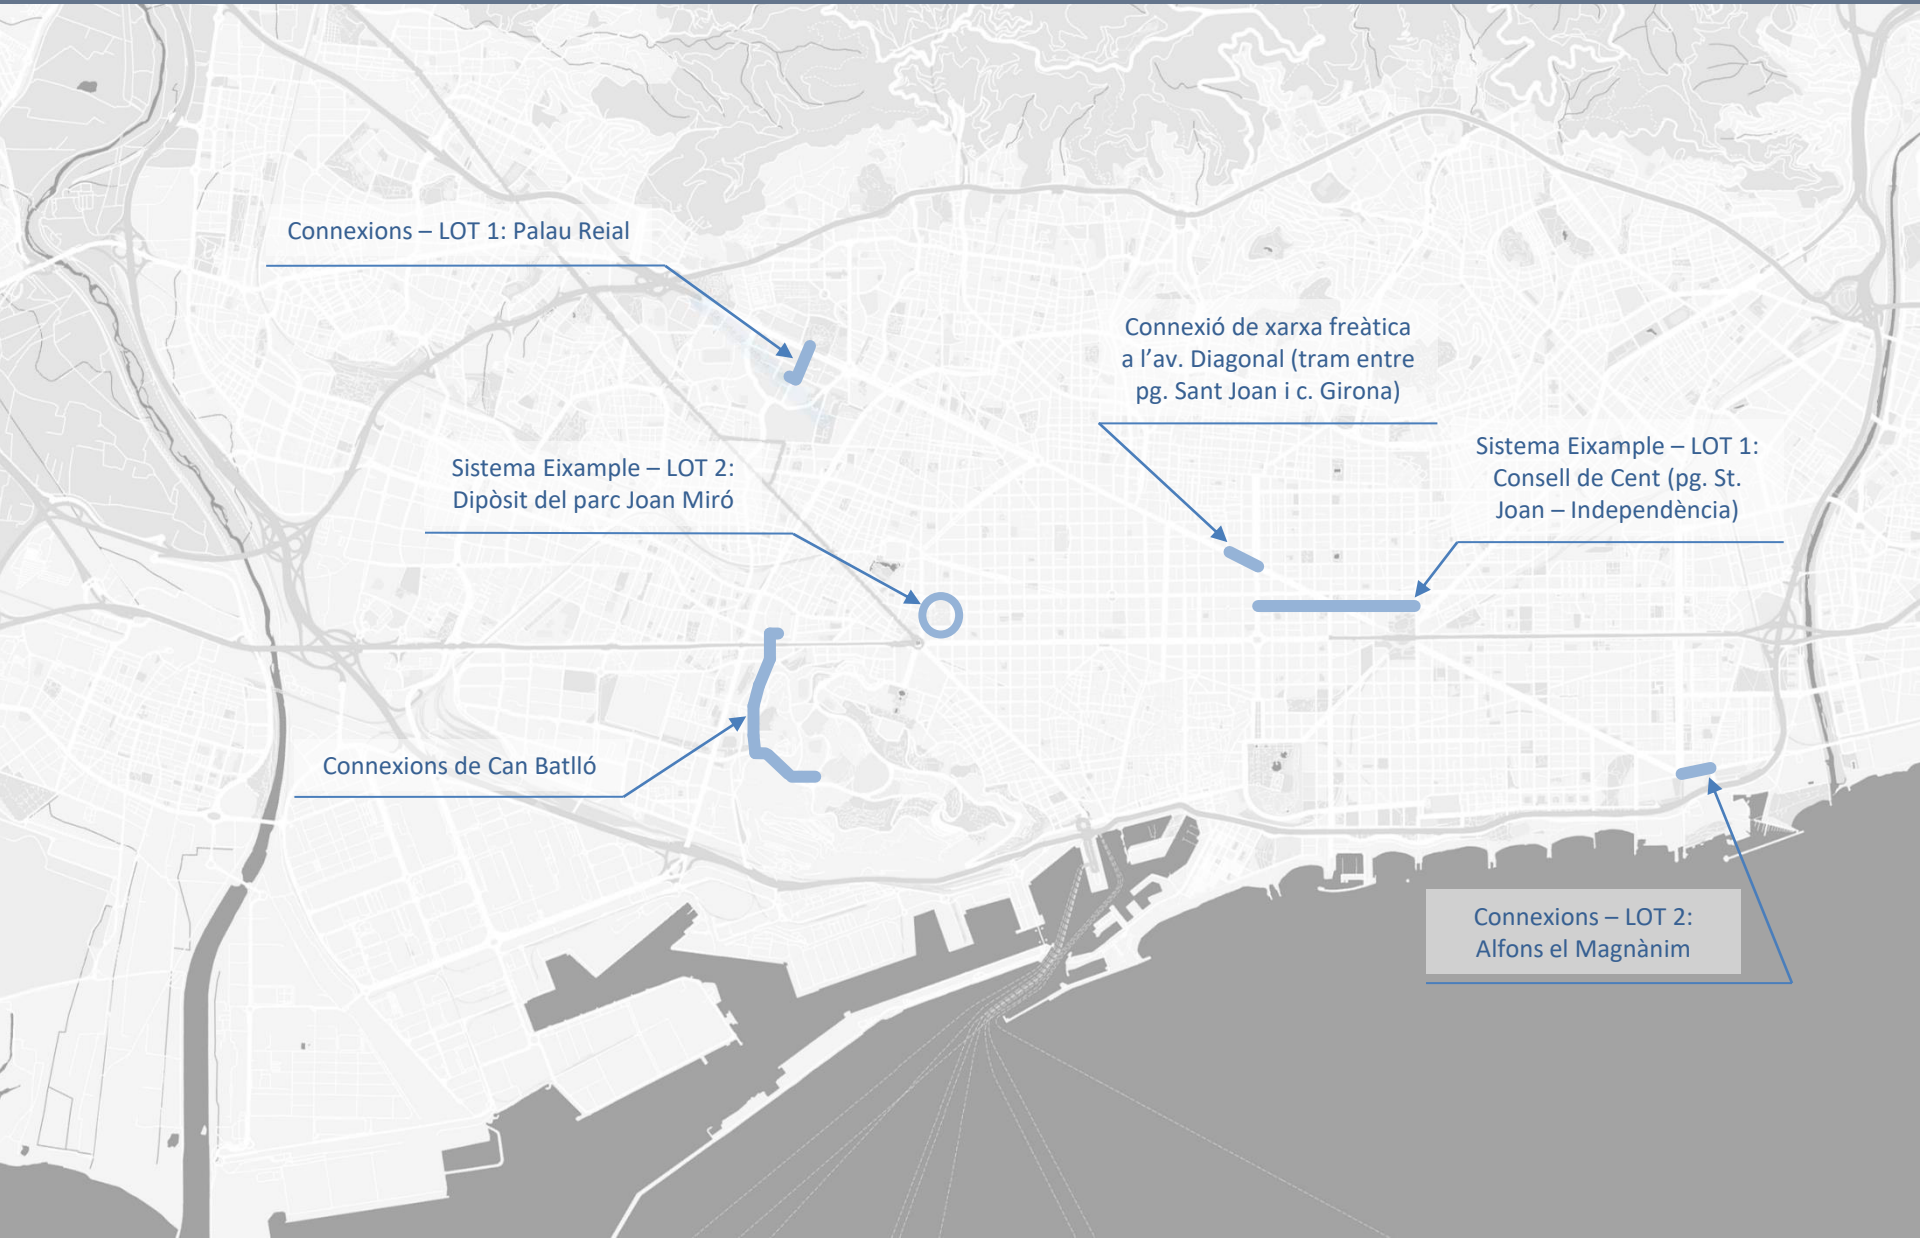 Connexions – LOT 1: Palau Reial
Connexió de xarxa freàtica
a l’av. Diagonal (tram entre
pg. Sant Joan i c. Girona)
Sistema Eixample – LOT 1:
Consell de Cent (pg. St.
Joan – Independència)
Sistema Eixample – LOT 2:
Dipòsit del parc Joan Miró
Connexions de Can Batlló
Connexions – LOT 2:
Alfons el Magnànim